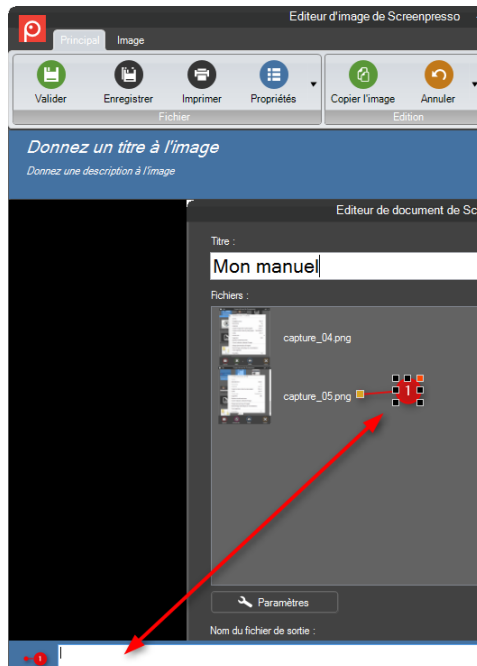 Editeur d'image de Screenpresso
Principal Image
Valider Enregistrer Imprimer Propriétés Copier l'image Annuler
Fichier Edition
Donnez un titre à l'image
Donnez une description à l'image
Editeur de document de Sc
Titre :
Mon manuel
Fichiers :
capture_04.png
capture_05.png 1
Paramètres
Nom du fichier de sortie :
1